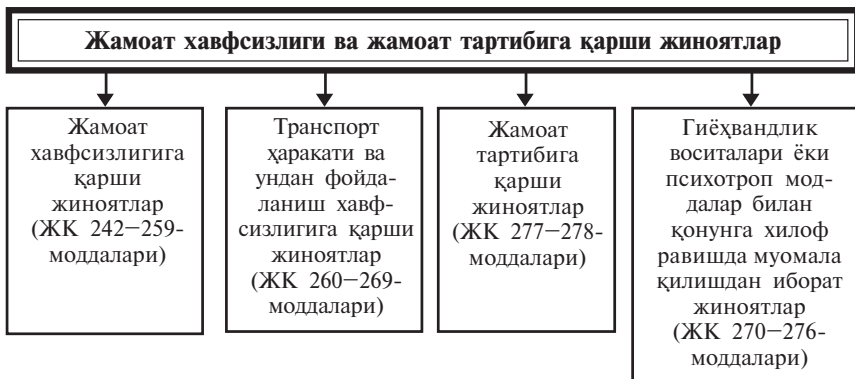 Жамоат хавфсизлиги ва жамоат тартибига қарши жиноятлар
Жамоат
хавфсизлигига
қарши
жиноятлар
(ЖК 242–259-
моддалари)
Транспорт
ҳаракати ва
ундан фойда-
ланиш хавф-
сизлигига қарши
жиноятлар
(ЖК 260–269-
моддалари)
Жамоат
тартибига
қарши
жиноятлар
(ЖК 277–278-
моддалари)
Гиёҳвандлик
воситалари ёки
психотроп мод-
далар билан
қонунга хилоф
равишда муомала
қилишдан иборат
жиноятлар
(ЖК 270–276-
моддалари)